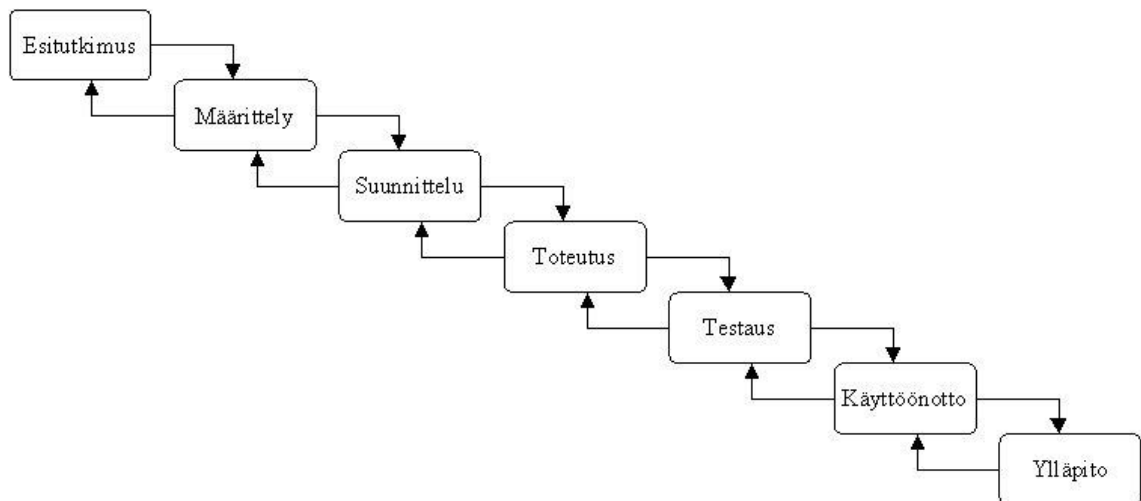 Esitutkimus
Määrittely
Suunnittelu
Toteutus
Testaus
Käyttöönotto
Ylläpito